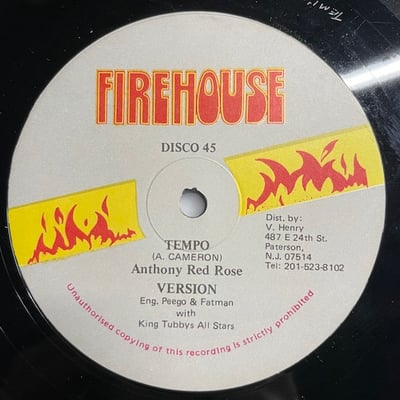 TEMI
FIREHOUSE
DISCO 45
Dist. by:
V. Henry
487 E 24th St.
Paterson,
N.J. 07514
Tel: 201-523-8102
TEMPO
(A. CAMERON)
Anthony Red Rose
VERSION
Eng. Peego & Fatman
with
King Tubbys All Stars
Unauthorised copying of this recording is strictly prohibited